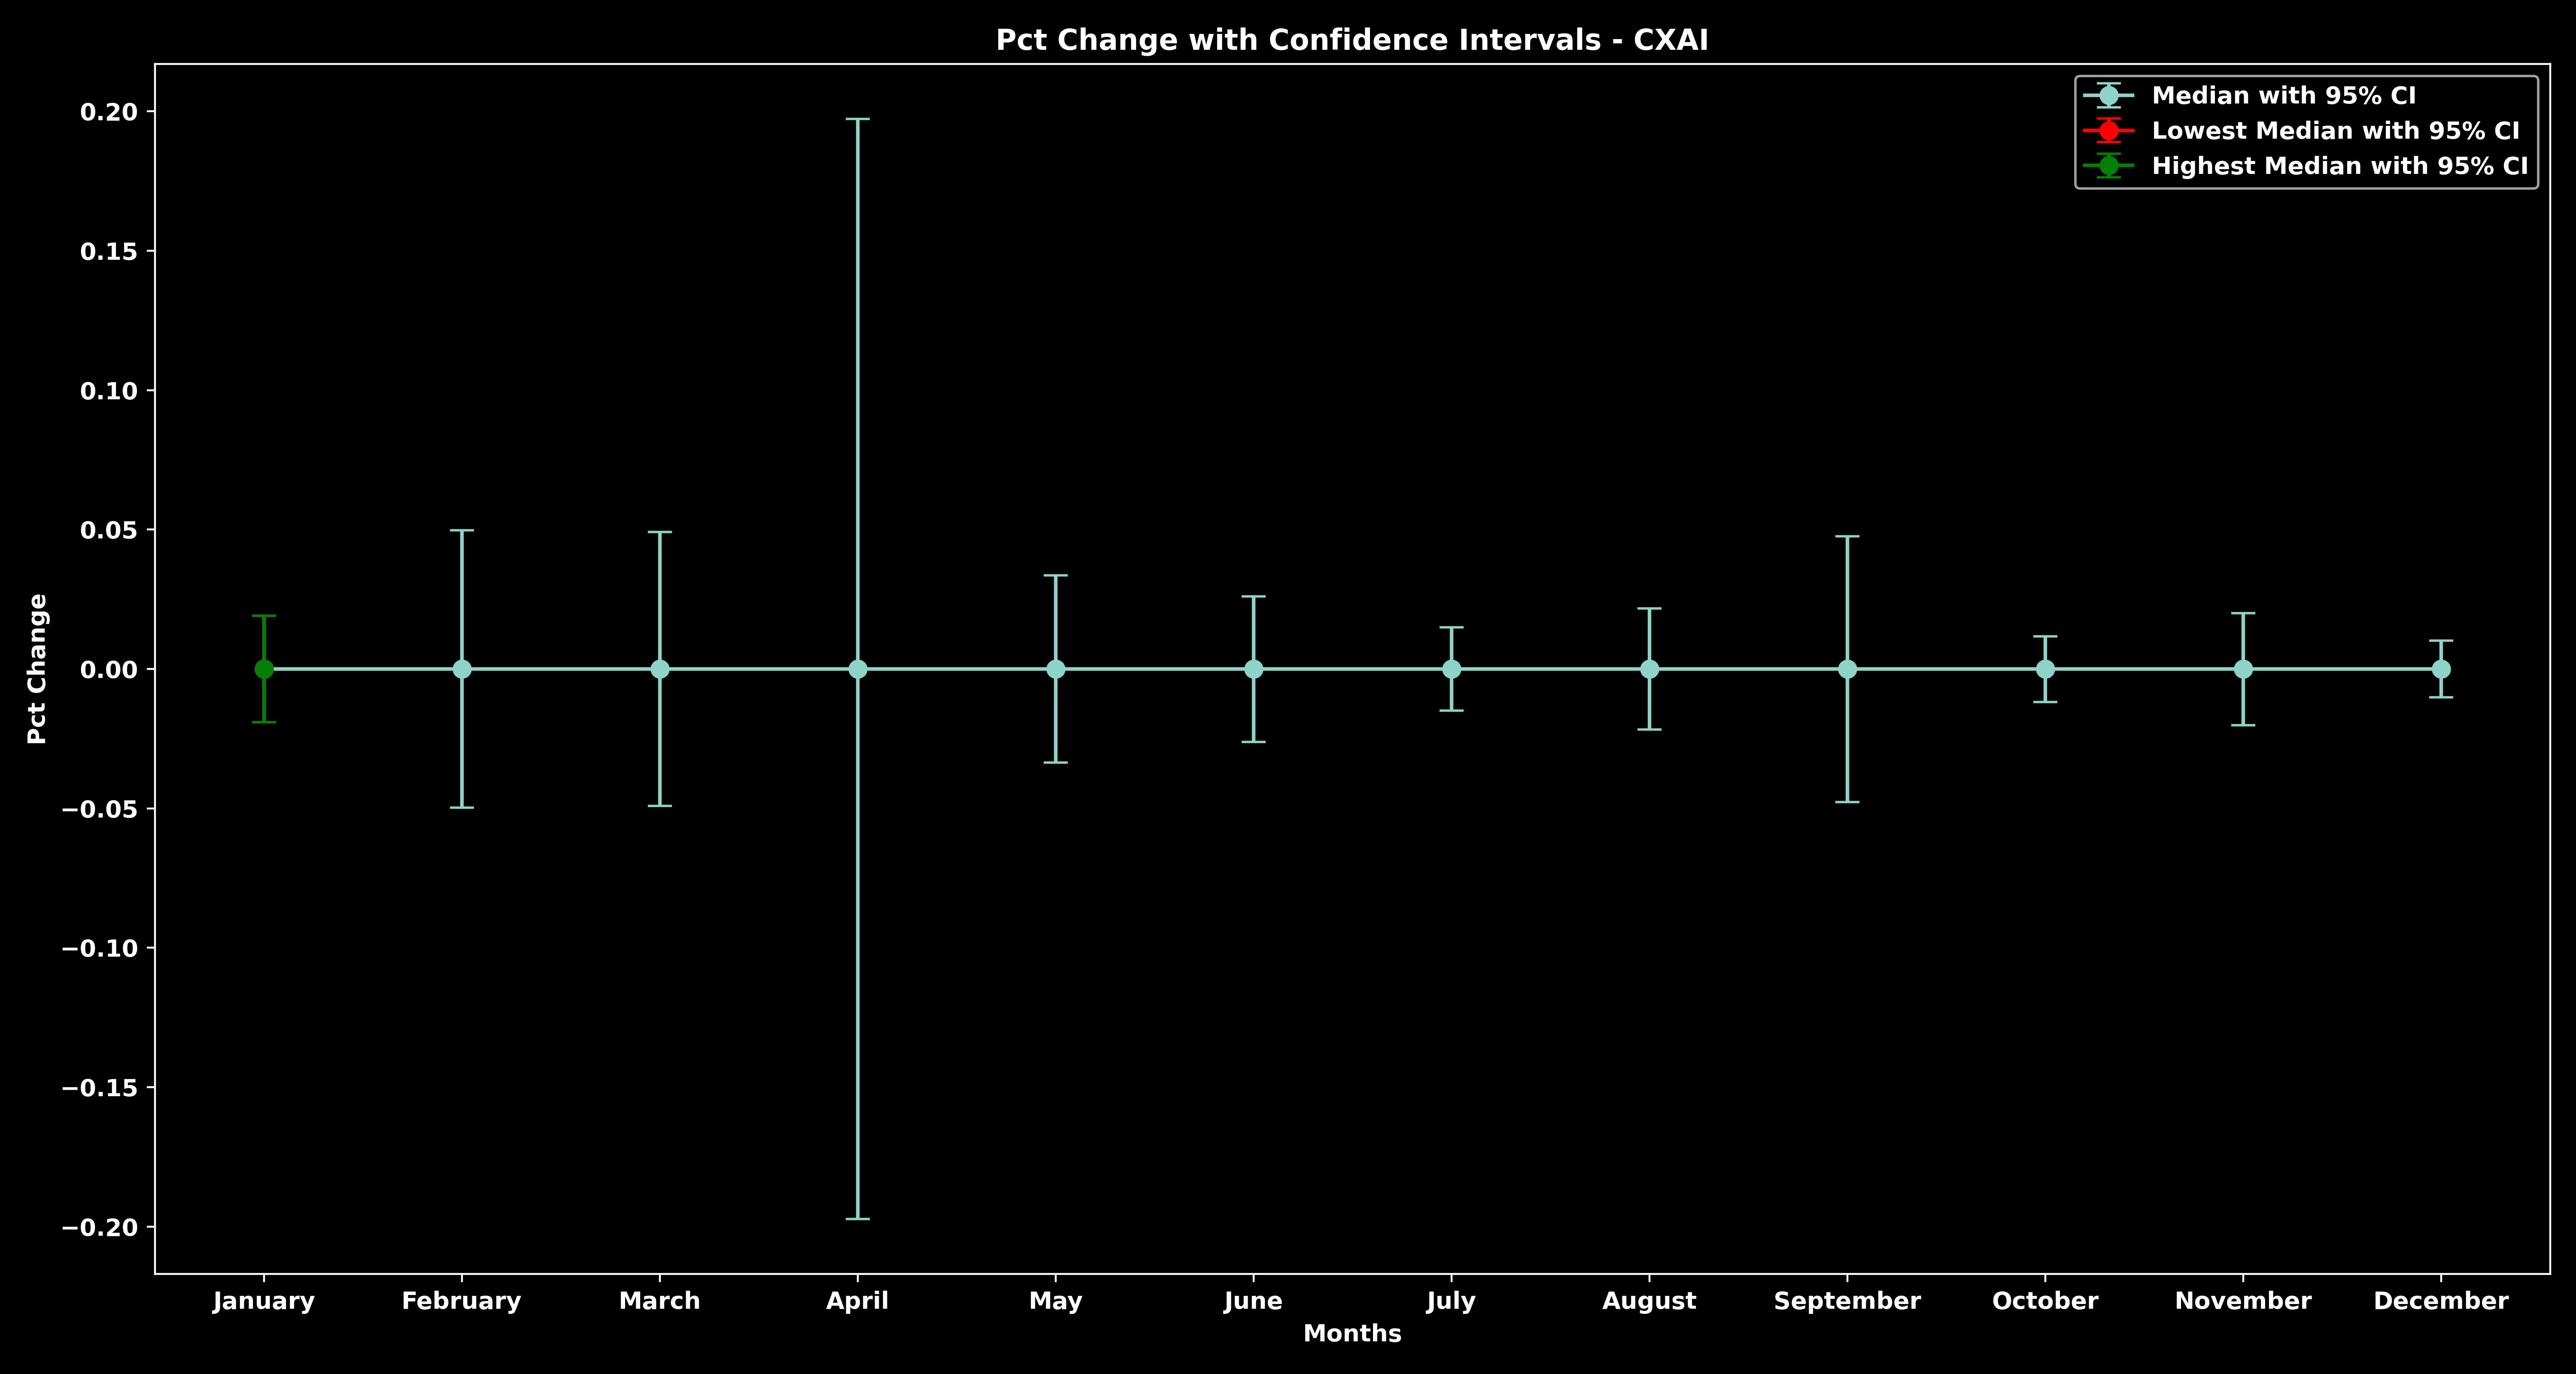 Pct Change with Confidence Intervals - CXAI
Median with 95% CI
Lowest Median with 95% CI
Highest Median with 95% CI
0.20
0.15
0.10
0.05
0.00
−0.05
−0.10
−0.15
−0.20
Pct Change
January February March April May June July August September October November December
Months